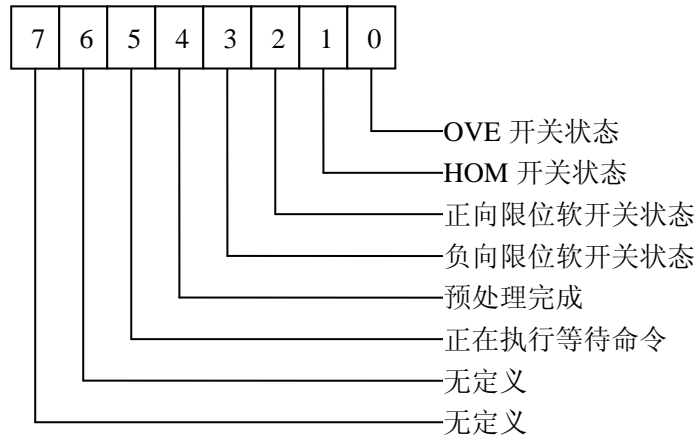 7 6 5 4 3 2 1 0
OVE 开关状态
HOM 开关状态
正向限位软开关状态
负向限位软开关状态
预处理完成
正在执行等待命令
无定义
无定义